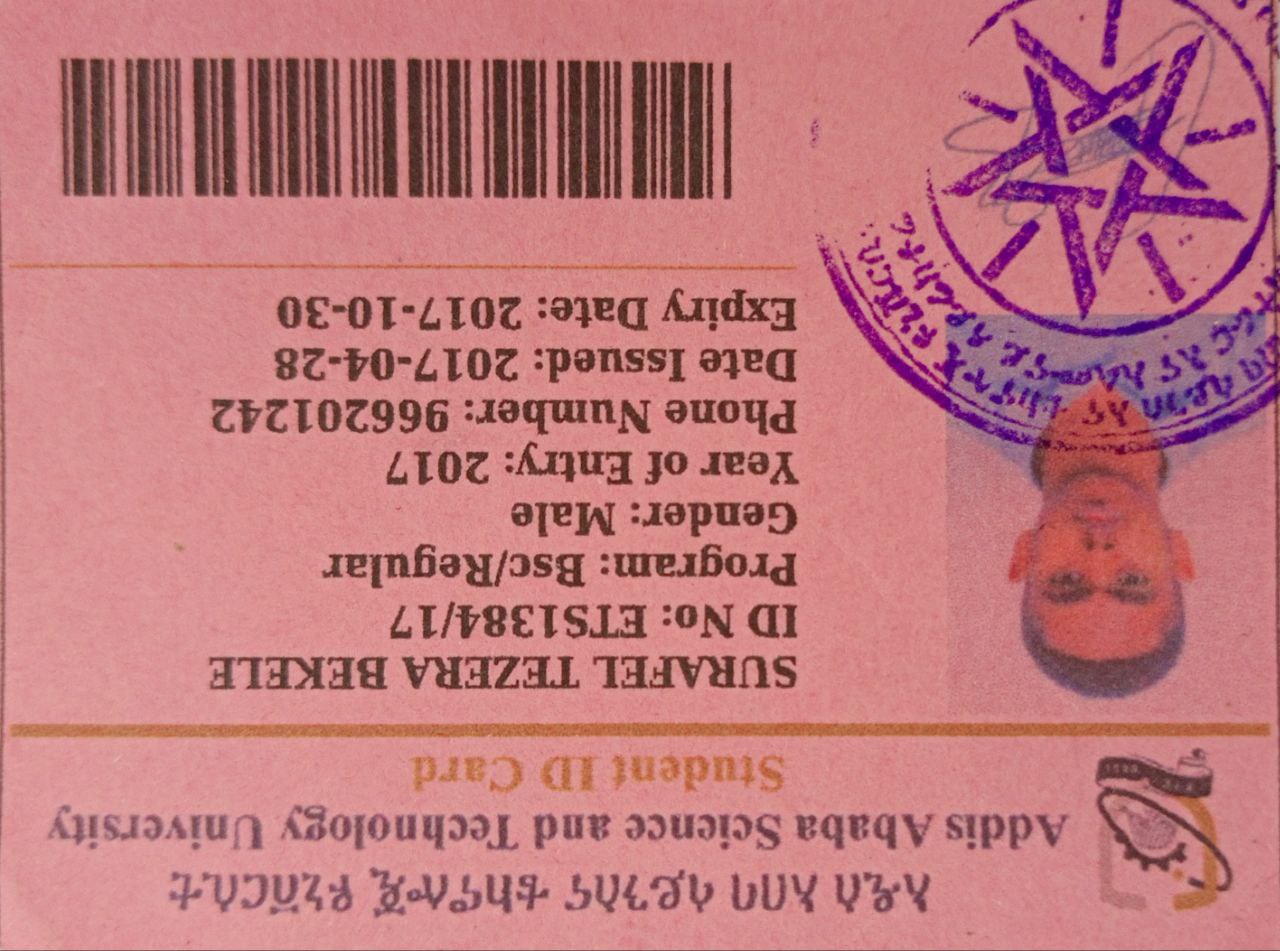 አዲስ አበባ ሳይንስና ቴክኖሎጂ ዩኒቨርሲቲ
Addis Ababa Science and Technology University
Student ID Card
SURAFEL TEZERA BEKELE
ID No: ETS1384/17
Program: Bsc/Regular
Gender: Male
Year of Entry: 2017
Phone Number: 966201242
Date Issued: 2017-04-28
Expiry Date: 2017-10-30